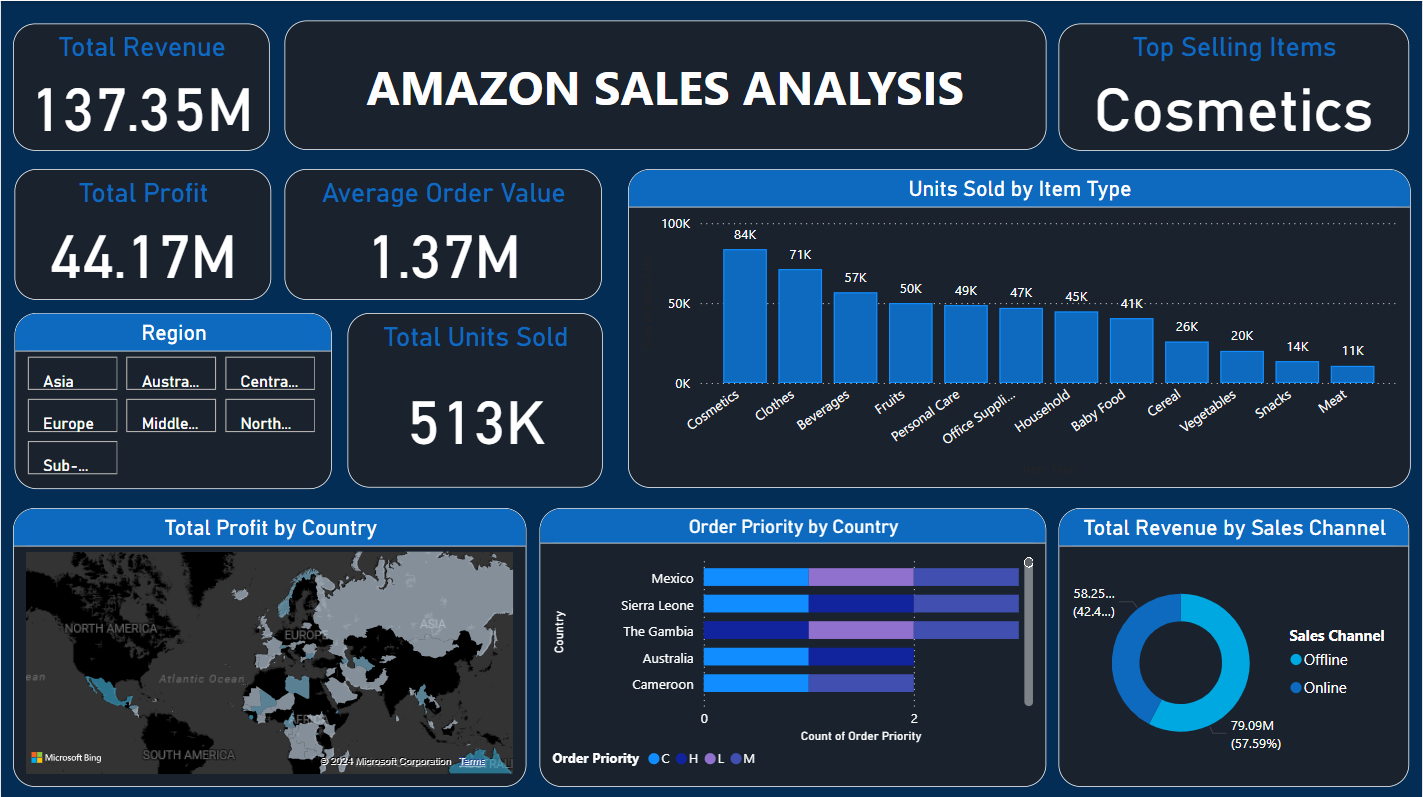 Total Revenue
137.35M
AMAZON SALES ANALYSIS
Top Selling Items
Cosmetics
Total Profit
44.17M
Average Order Value
1.37M
Units Sold by Item Type
100K
50K
0K
84K
71K
57K
50K
49K
47K
45K
41K
26K
20K
14K
11K
Cosmetics
Clothes
Beverages
Fruits
Personal Care
Office Suppli...
Household
Baby Food
Cereal
Vegetables
Snacks
Meat
Region
Asia
Austra...
Centra...
Europe
Middle...
North...
Sub-...
Total Units Sold
513K
Total Profit by Country
NORTH AMERICA
EUROPE
ASIA
ean
Atlantic Ocean
AFRICA
SOUTH AMERICA
AUSTRALI
Microsoft Bing
© 2024 Microsoft Corporation Terms
Order Priority by Country
Country
Mexico
Sierra Leone
The Gambia
Australia
Cameroon
0
2
Count of Order Priority
Order Priority C H L M
Total Revenue by Sales Channel
58.25...
(42.4...)
79.09M
(57.59%)
Sales Channel
Offline
Online